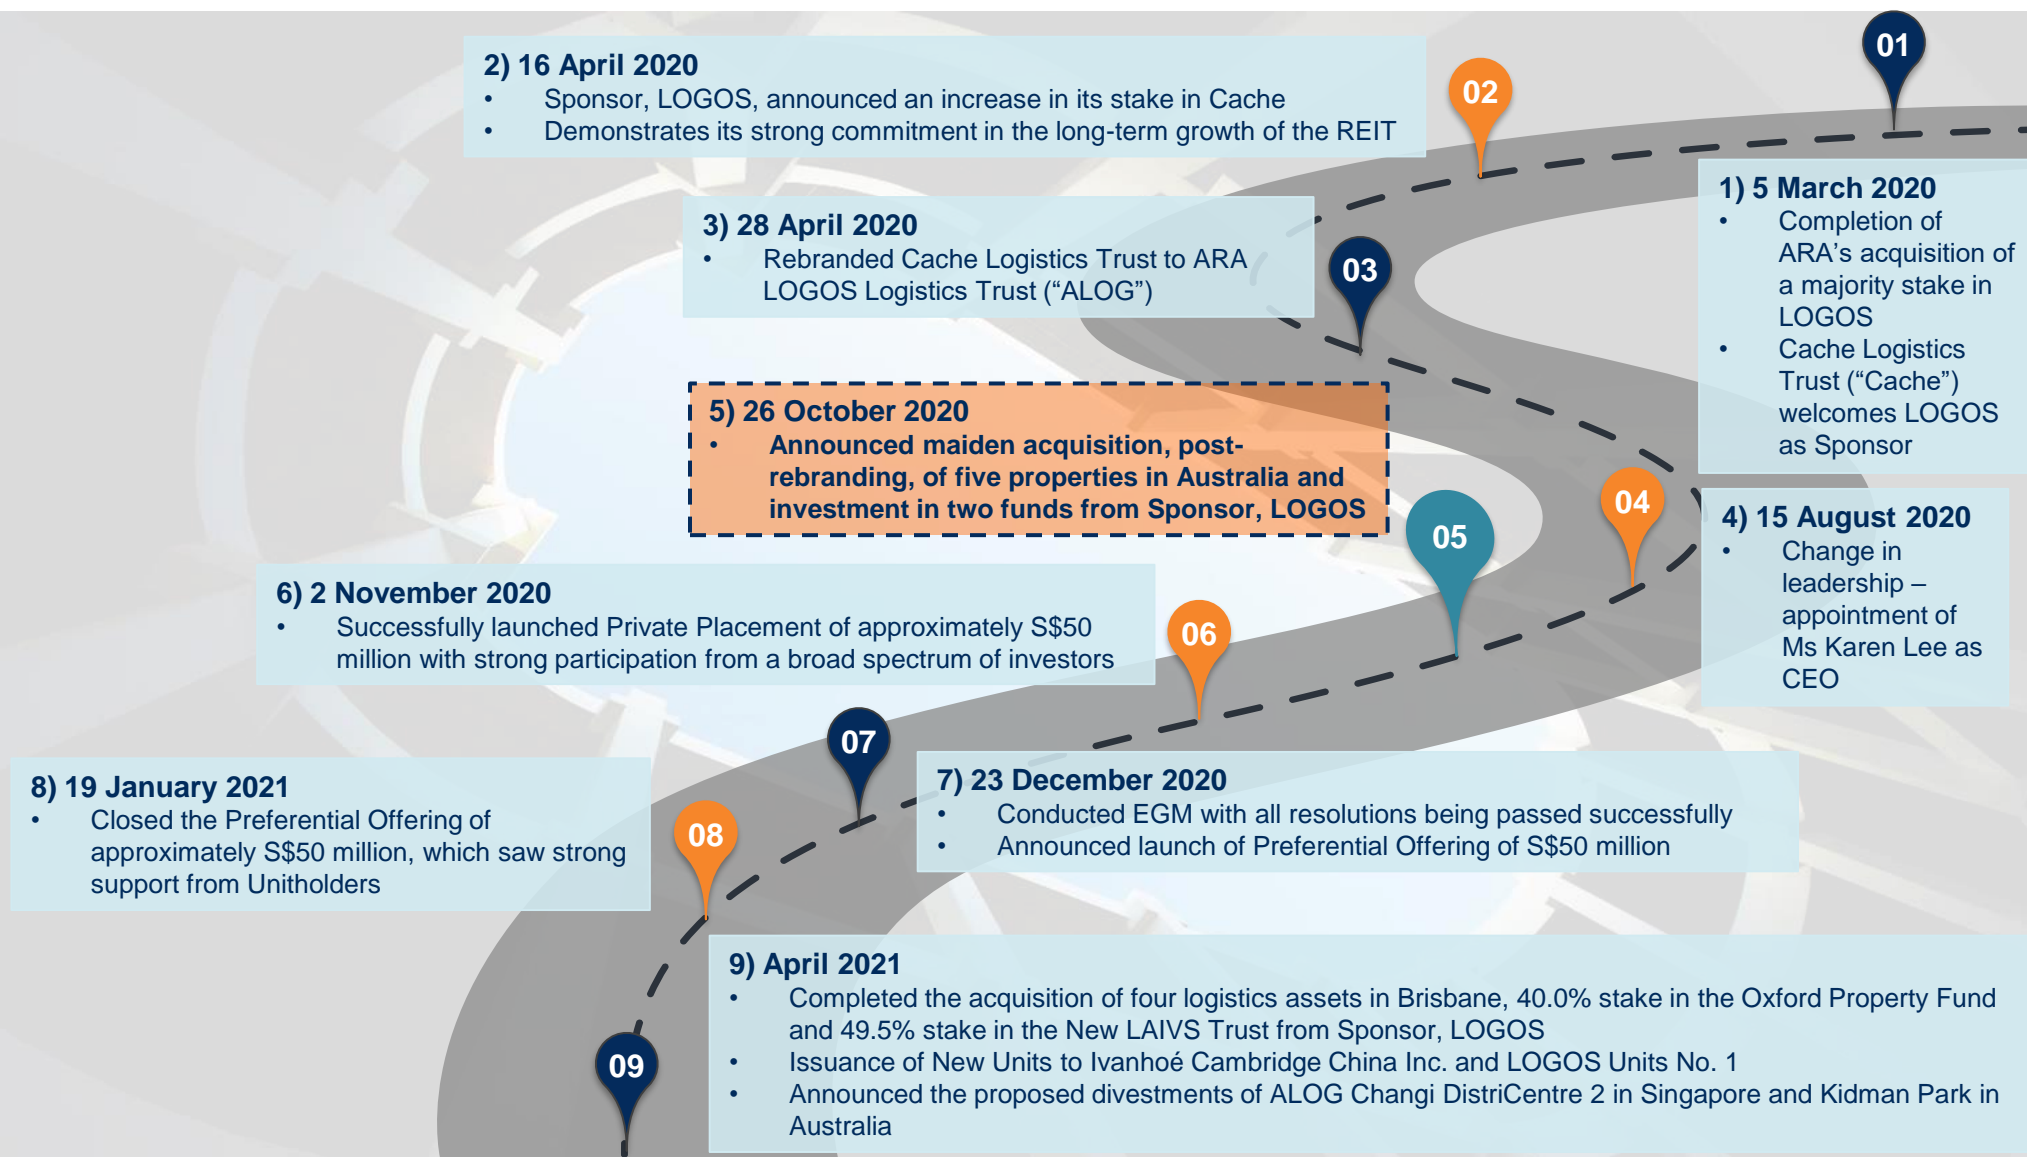 01
1) 5 March 2020
• Completion of
ARA’s acquisition of
a majority stake in
LOGOS
• Cache Logistics
Trust (“Cache”)
welcomes LOGOS
as Sponsor
02
2) 16 April 2020
• Sponsor, LOGOS, announced an increase in its stake in Cache
• Demonstrates its strong commitment in the long-term growth of the REIT
03
3) 28 April 2020
• Rebranded Cache Logistics Trust to ARA
LOGOS Logistics Trust (“ALOG”)
04
4) 15 August 2020
• Change in
leadership –
appointment of
Ms Karen Lee as
CEO
05
5) 26 October 2020
• Announced maiden acquisition, post-
rebranding, of five properties in Australia and
investment in two funds from Sponsor, LOGOS
06
6) 2 November 2020
• Successfully launched Private Placement of approximately S$50
million with strong participation from a broad spectrum of investors
07
7) 23 December 2020
• Conducted EGM with all resolutions being passed successfully
• Announced launch of Preferential Offering of S$50 million
08
8) 19 January 2021
• Closed the Preferential Offering of
approximately S$50 million, which saw strong
support from Unitholders
09
9) April 2021
• Completed the acquisition of four logistics assets in Brisbane, 40.0% stake in the Oxford Property Fund
and 49.5% stake in the New LAIVS Trust from Sponsor, LOGOS
• Issuance of New Units to Ivanhoé Cambridge China Inc. and LOGOS Units No. 1
• Announced the proposed divestments of ALOG Changi DistriCentre 2 in Singapore and Kidman Park in
Australia